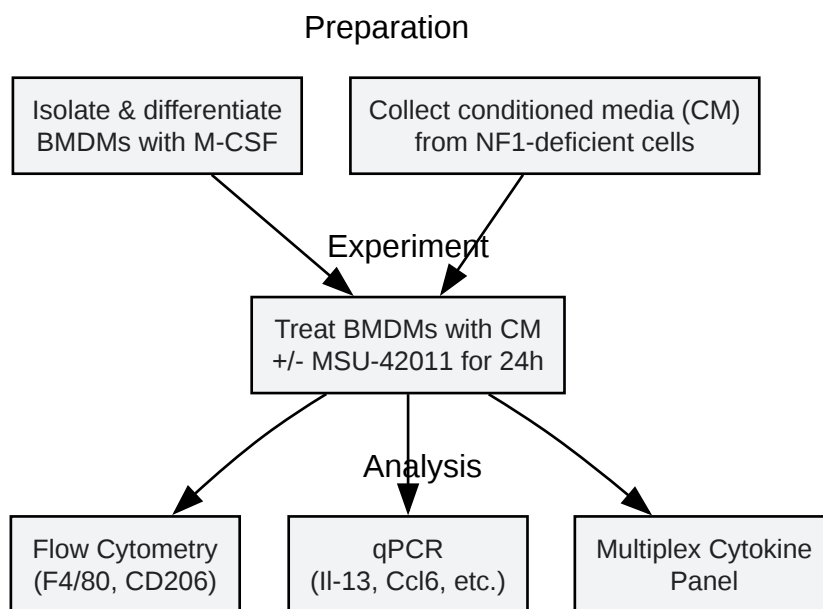 Preparation
Isolate & differentiate
BMDMs with M-CSF
Collect conditioned media (CM)
from NF1-deficient cells
Experiment
Treat BMDMs with CM
+/- MSU-42011 for 24h
Analysis
Flow Cytometry
(F4/80, CD206)
qPCR
(Il-13, Ccl6, etc.)
Multiplex Cytokine
Panel